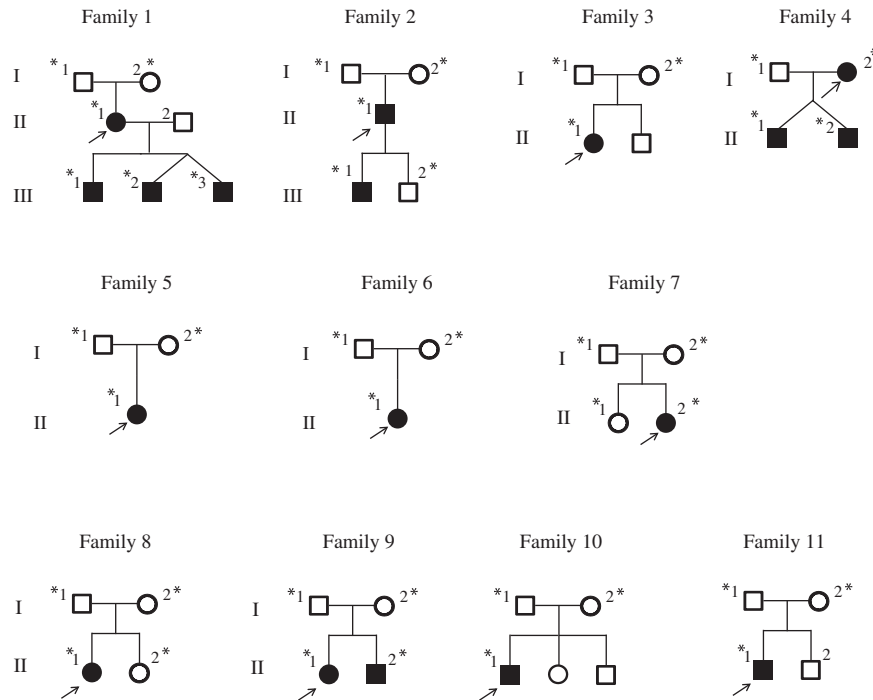 Family 1
Family 2
Family 3
Family 4
I *1 2* *1 2* I *1 2* I *1 2*
II *1 2 II *1 II *1 II *1 *2
III *1 *2 *3 III *1 2*
Family 5
Family 6
Family 7
I *1 2* I *1 2* I *1 2*
II *1 II *1 II *1 2*
Family 8
Family 9
Family 10
Family 11
I *1 2* I *1 2* *1 2* I *1 2*
II *1 2* II *1 2* *1 II *1 2